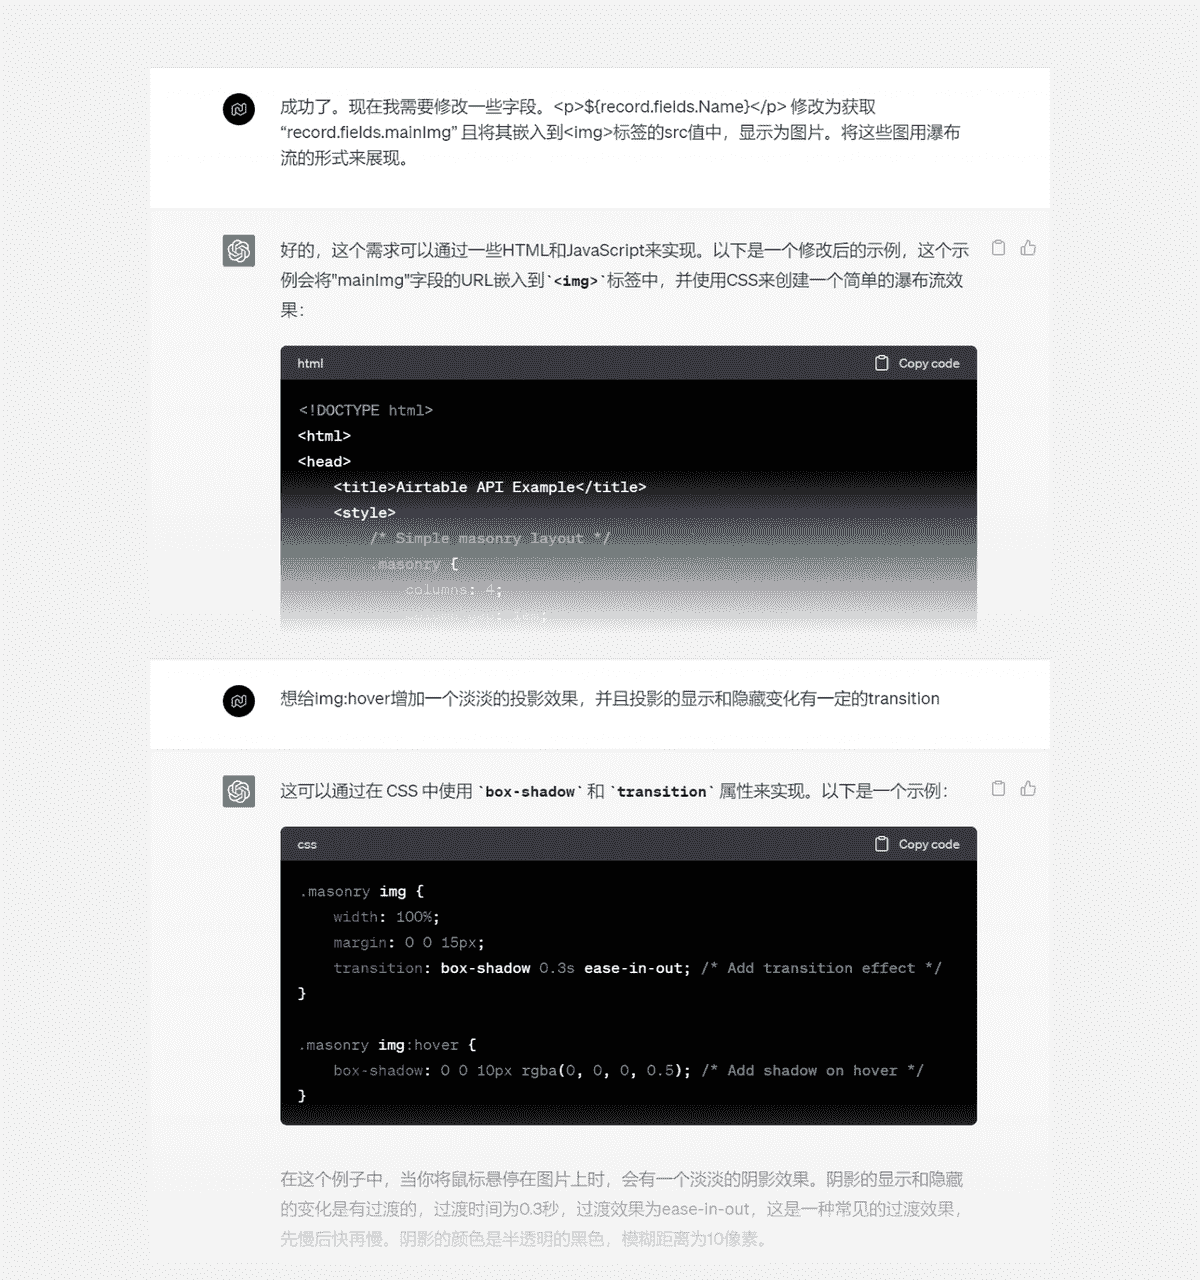 成功了。现在我需要修改一些字段。<p>${record.fields.Name}</p> 修改为获取
“record.fields.mainImg” 且将其嵌入到<img>标签的src值中，显示为图片。将这些图用瀑布
流的形式来展现。
好的，这个需求可以通过一些HTML和JavaScript来实现。以下是一个修改后的示例，这个示
例会将"mainImg"字段的URL嵌入到`<img>`标签中，并使用CSS来创建一个简单的瀑布流效
果：
html
Copy code
<!DOCTYPE html>
<html>
<head>
<title>Airtable API Example</title>
<style>
/* Simple masonry layout */
.masonry {
columns: 4;
想给img:hover增加一个淡淡的投影效果，并且投影的显示和隐藏变化有一定的transition
这可以通过在 CSS 中使用 `box-shadow` 和 `transition` 属性来实现。以下是一个示例：
css
Copy code
.masonry img {
width: 100%;
margin: 0 0 15px;
transition: box-shadow 0.3s ease-in-out; /* Add transition effect */
}
.masonry img:hover {
box-shadow: 0 0 10px rgba(0, 0, 0, 0.5); /* Add shadow on hover */
}
在这个例子中，当你将鼠标悬停在图片上时，会有一个淡淡的阴影效果。阴影的显示和隐藏
的变化是有过渡的，过渡时间为0.3秒，过渡效果为ease-in-out，这是一种常见的过渡效果，
先慢后快再慢。阴影的颜色是半透明的黑色，模糊距离为10像素。